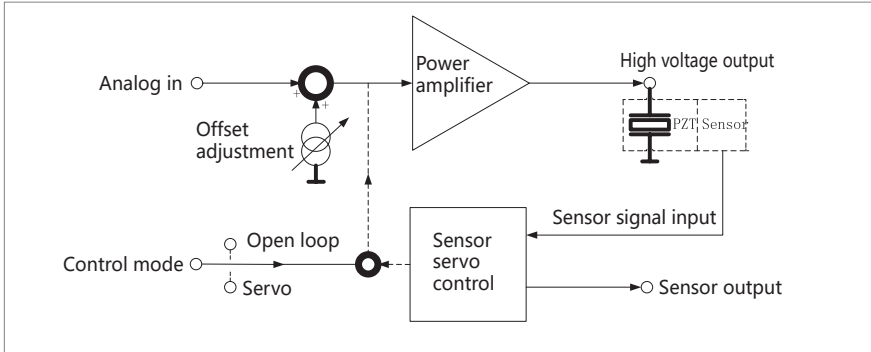 High voltage output
Power
amplifier
Analog in
+
+
PZT Sensor
Offset
adjustment
Sensor signal input
Open loop
Sensor
servo
control
Control mode
Servo
Sensor output